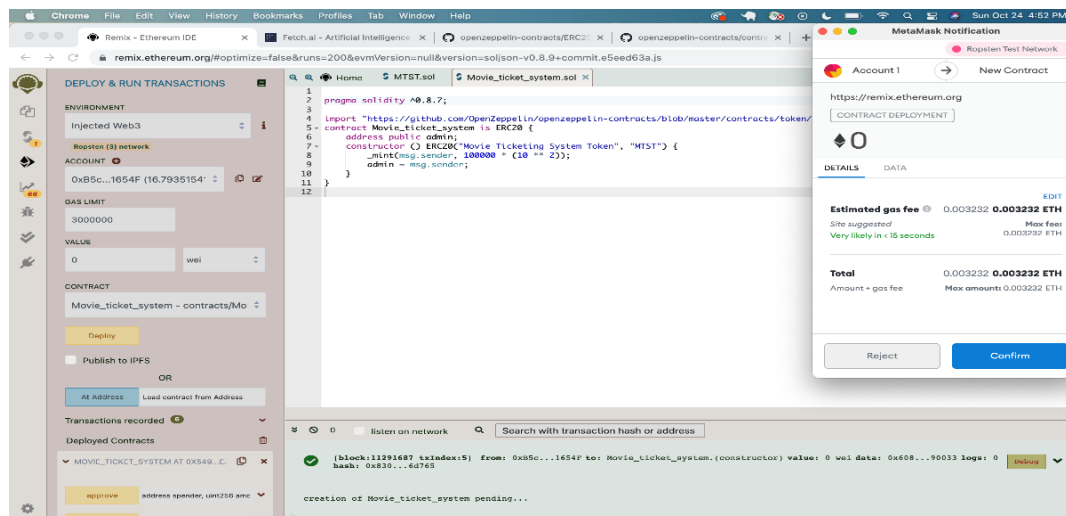 Chrome File Edit View History Bookmarks Profiles Tab Window Help Sun Oct 24 4:52 PM
Remix - Ethereum IDE × Fetch.ai - Artificial Intelligence × openzeppelin-contracts/ERC2 × openzeppelin-contracts/contra × +
remix.ethereum.org/#optimize=false&runs=200&evmVersion=null&version=soljson-v0.8.9+commit.e5eed63a.js
DEPLOY & RUN TRANSACTIONS
ENVIRONMENT
Injected Web3
Ropsten (3) network
ACCOUNT
0xB5c...1654F (16.7935154
GAS LIMIT
3000000
VALUE
0 wei
CONTRACT
Movie_ticket_system - contracts/Mo
Deploy
Publish to IPFS
OR
At Address Load contract from Address
Transactions recorded 6
Deployed Contracts
MOVIE_TICKET_SYSTEM AT 0X549...E. ×
approve address spender, uint256 amc
Home MTST.sol Movie_ticket_system.sol ×
1
2 pragma solidity ^0.8.7;
3
4 import "https://github.com/OpenZeppelin/openzeppelin-contracts/blob/master/contracts/token/
5 contract Movie_ticket_system is ERC20 {
6 address public admin;
7 constructor () ERC20("Movie Ticketing System Token", "MTST") {
8 _mint(msg.sender, 100000 * (10 ** 2));
9 admin = msg.sender;
10 }
11 }
12
0 listen on network Search with transaction hash or address
[block:11291687 txIndex:5] from: 0xB5c...1654F to: Movie_ticket_system.(constructor) value: 0 wei data: 0x608...90033 logs: 0 Debug
hash: 0x830...6d765
creation of Movie_ticket_system pending...
MetaMask Notification
Ropsten Test Network
Account 1 New Contract
https://remix.ethereum.org
CONTRACT DEPLOYMENT
0
DETAILS DATA
EDIT
Estimated gas fee 0.003232 0.003232 ETH
Site suggested Max fee:
Very likely in < 15 seconds 0.003232 ETH
Total 0.003232 0.003232 ETH
Amount + gas fee Max amount: 0.003232 ETH
Reject Confirm